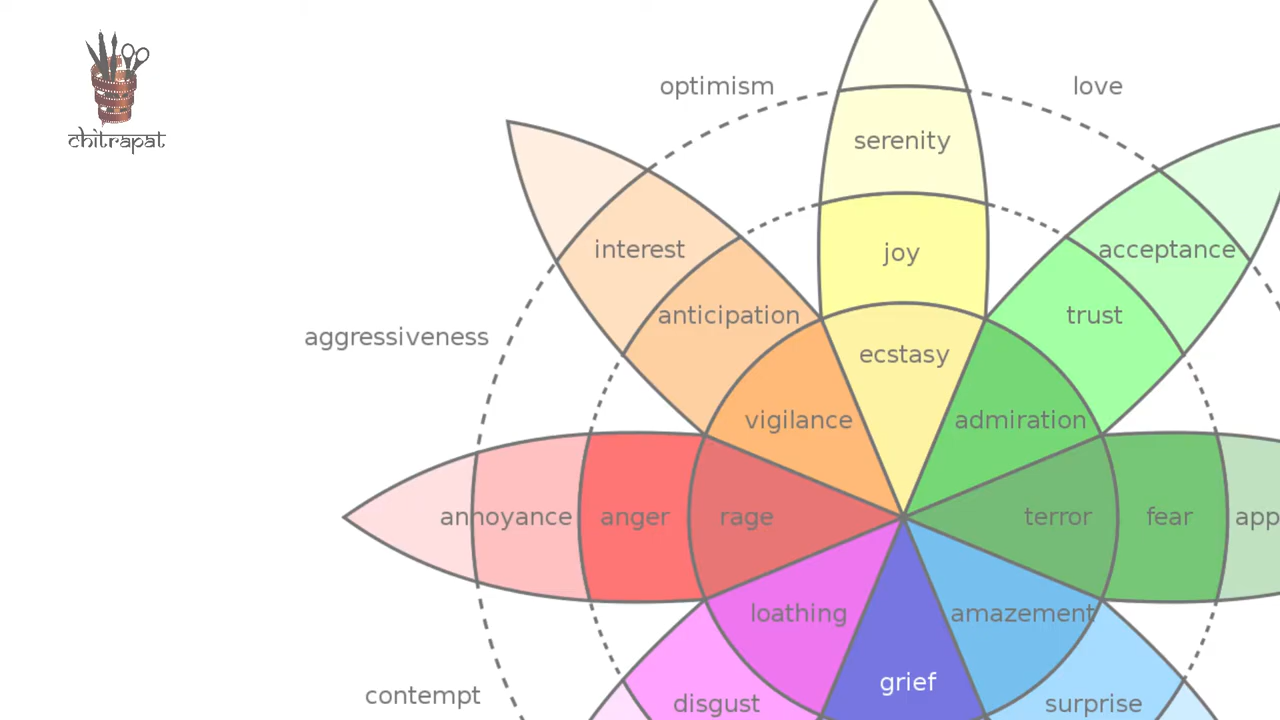 chitrapat
optimism
love
serenity
interest
joy
acceptance
anticipation
trust
aggressiveness
ecstasy
vigilance
admiration
annoyance
anger
rage
terror
fear
app
loathing
amazement
grief
contempt
disgust
surprise